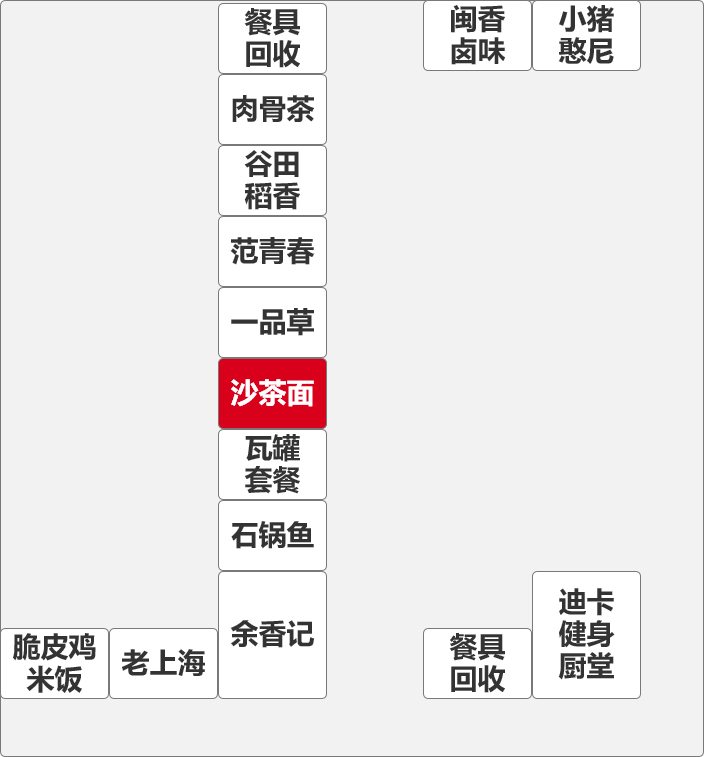 餐具
回收
闽香
卤味
小猪
憨尼
肉骨茶
谷田
稻香
范青春
一品草
沙茶面
瓦罐
套餐
石锅鱼
余香记
脆皮鸡
米饭
老上海
餐具
回收
迪卡
健身
厨堂